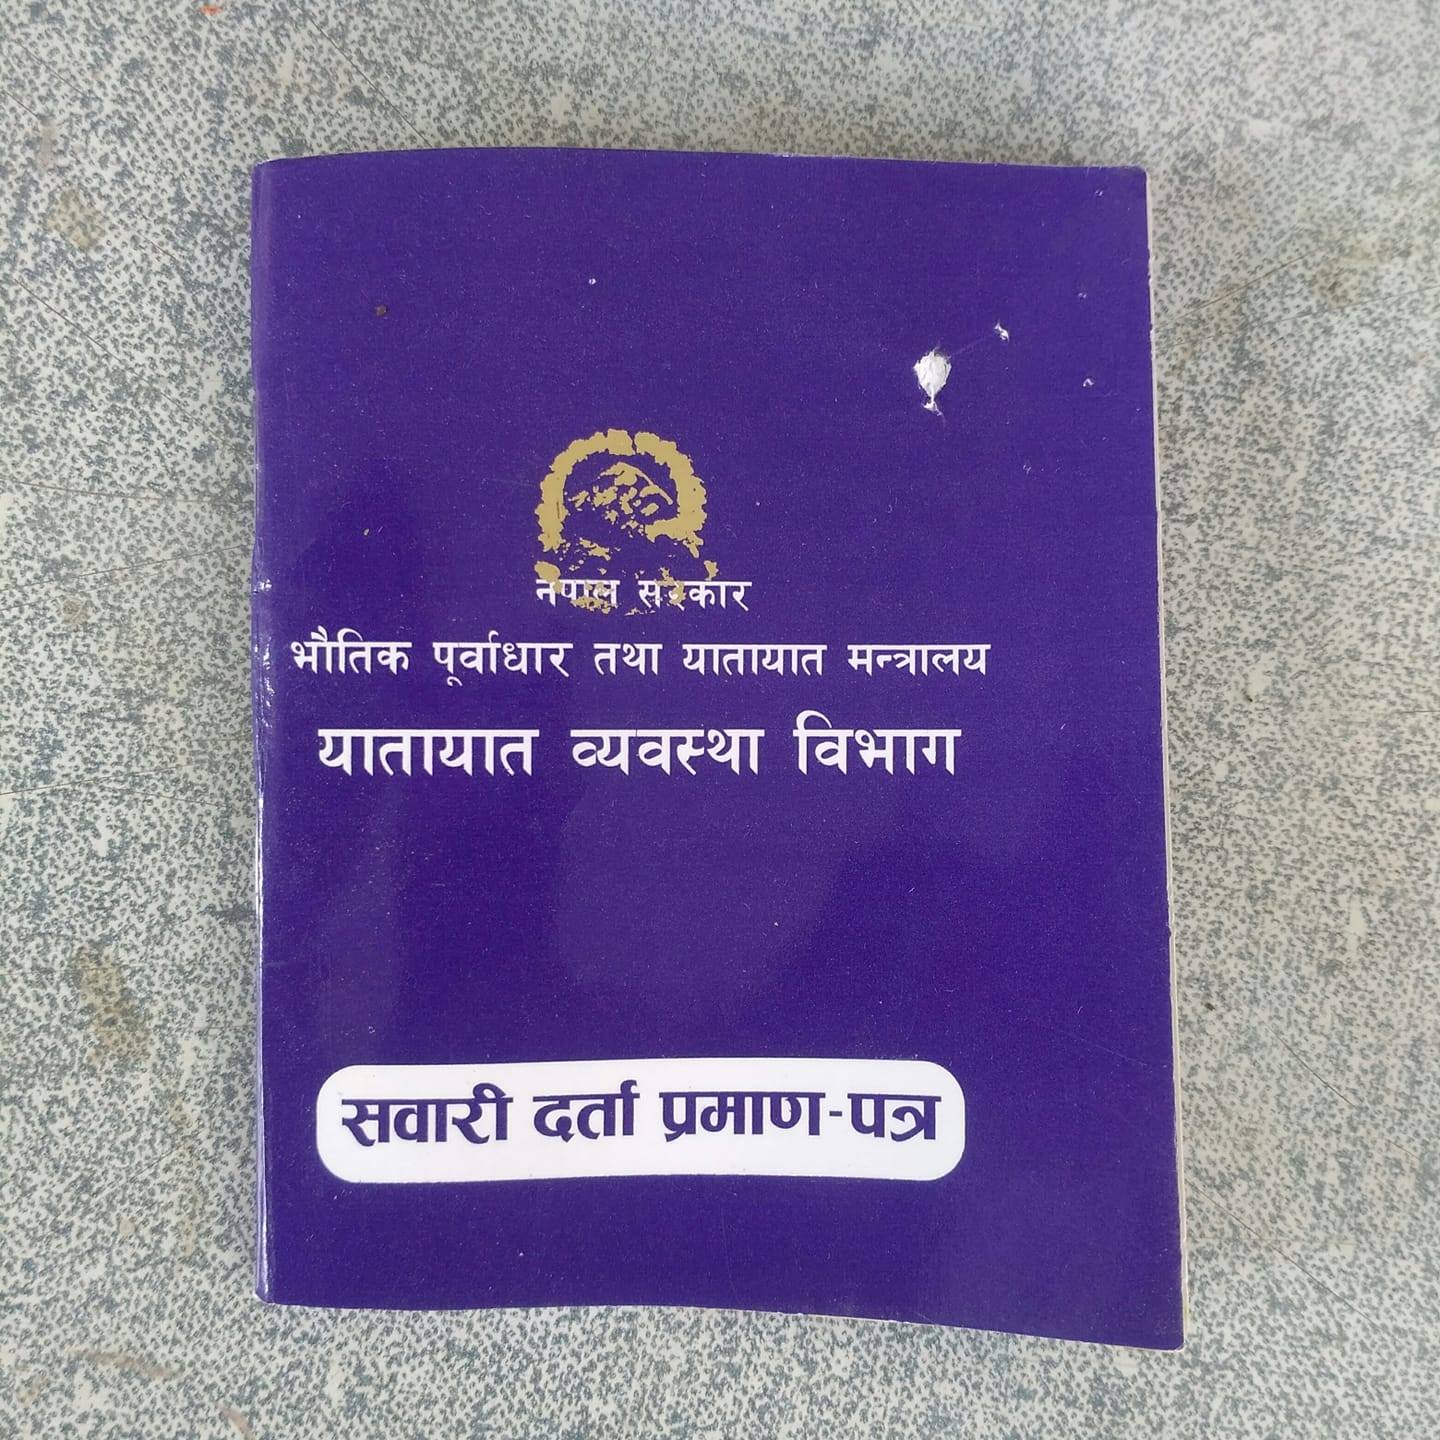 नेपाल सरकार
भौतिक पूर्वाधार तथा यातायात मन्त्रालय
यातायात व्यवस्था विभाग
सवारी दर्ता प्रमाण-पत्र